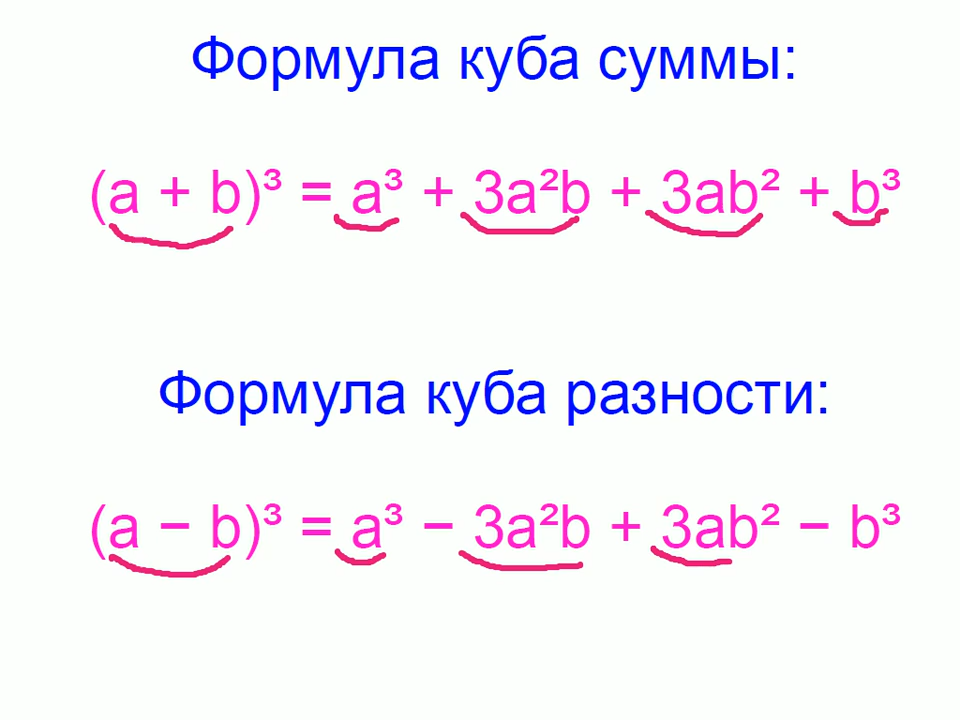 Формула куба суммы:
(a + b)³ = a³ + 3a²b + 3ab² + b³
Формула куба разности:
(a − b)³ = a³ − 3a²b + 3ab² − b³